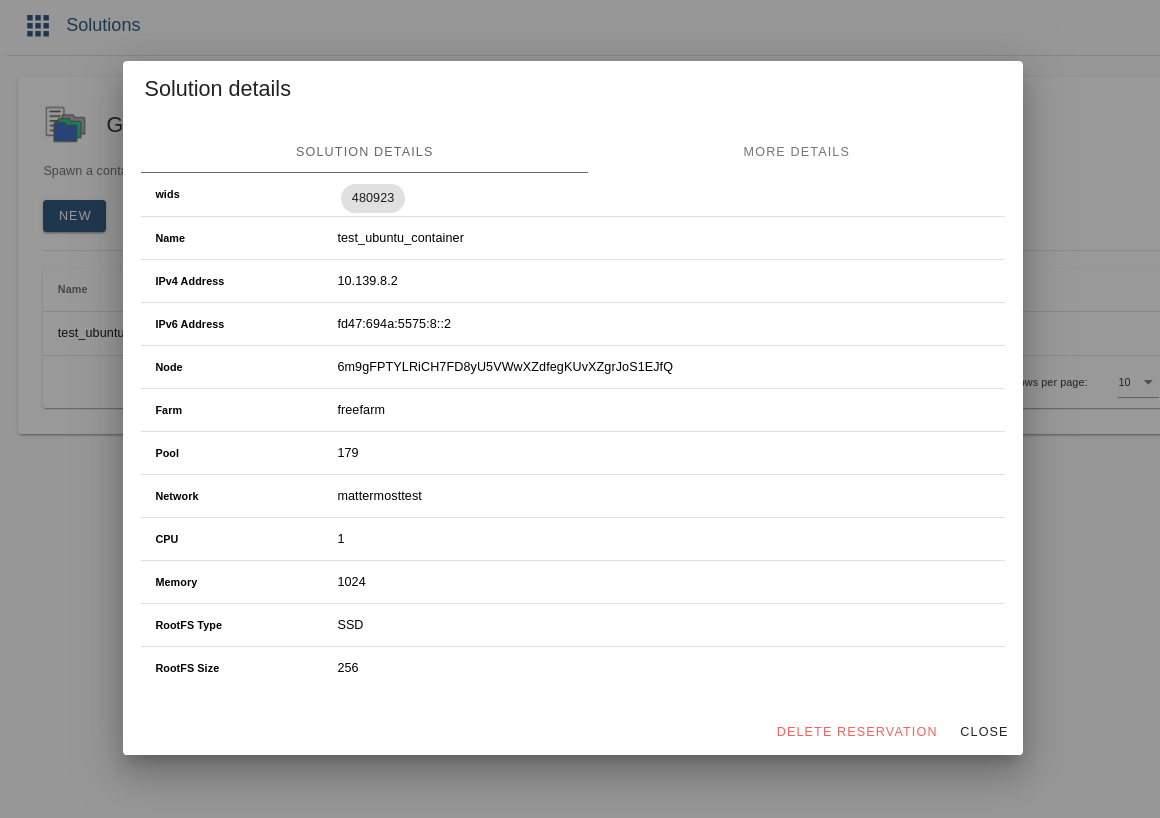 Solutions
Solution details
G
Spawn a conta
NEW
SOLUTION DETAILS
MORE DETAILS
wids 480923
Name test_ubuntu_container
IPv4 Address 10.139.8.2
IPv6 Address fd47:694a:5575:8::2
Node 6m9gFPTYLRiCH7FD8yU5VWwXZdfegKUvXZgrJoS1EJfQ
Farm freefarm
Pool 179
Network mattermosttest
CPU 1
Memory 1024
RootFS Type SSD
RootFS Size 256
DELETE RESERVATION CLOSE
Name
test_ubuntu
ows per page: 10